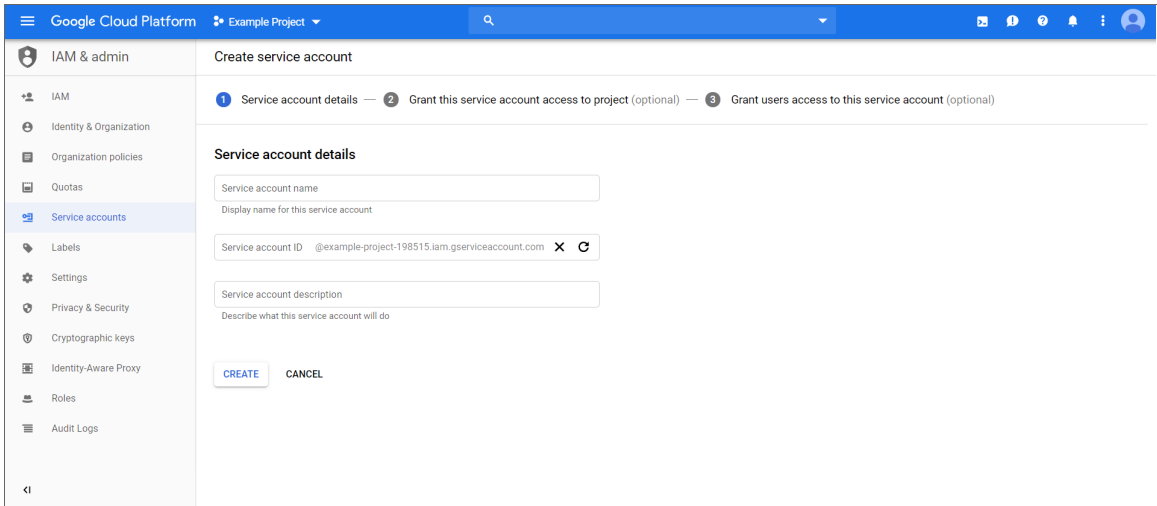 Google Cloud Platform Example Project
IAM & admin
Create service account
IAM
Identity & Organization
Organization policies
Quotas
Service accounts
Labels
Settings
Privacy & Security
Cryptographic keys
Identity-Aware Proxy
Roles
Audit Logs
1 Service account details — 2 Grant this service account access to project (optional) — 3 Grant users access to this service account (optional)
Service account details
Service account name
Display name for this service account
Service account ID @example-project-198515.iam.gserviceaccount.com
Service account description
Describe what this service account will do
CREATE CANCEL